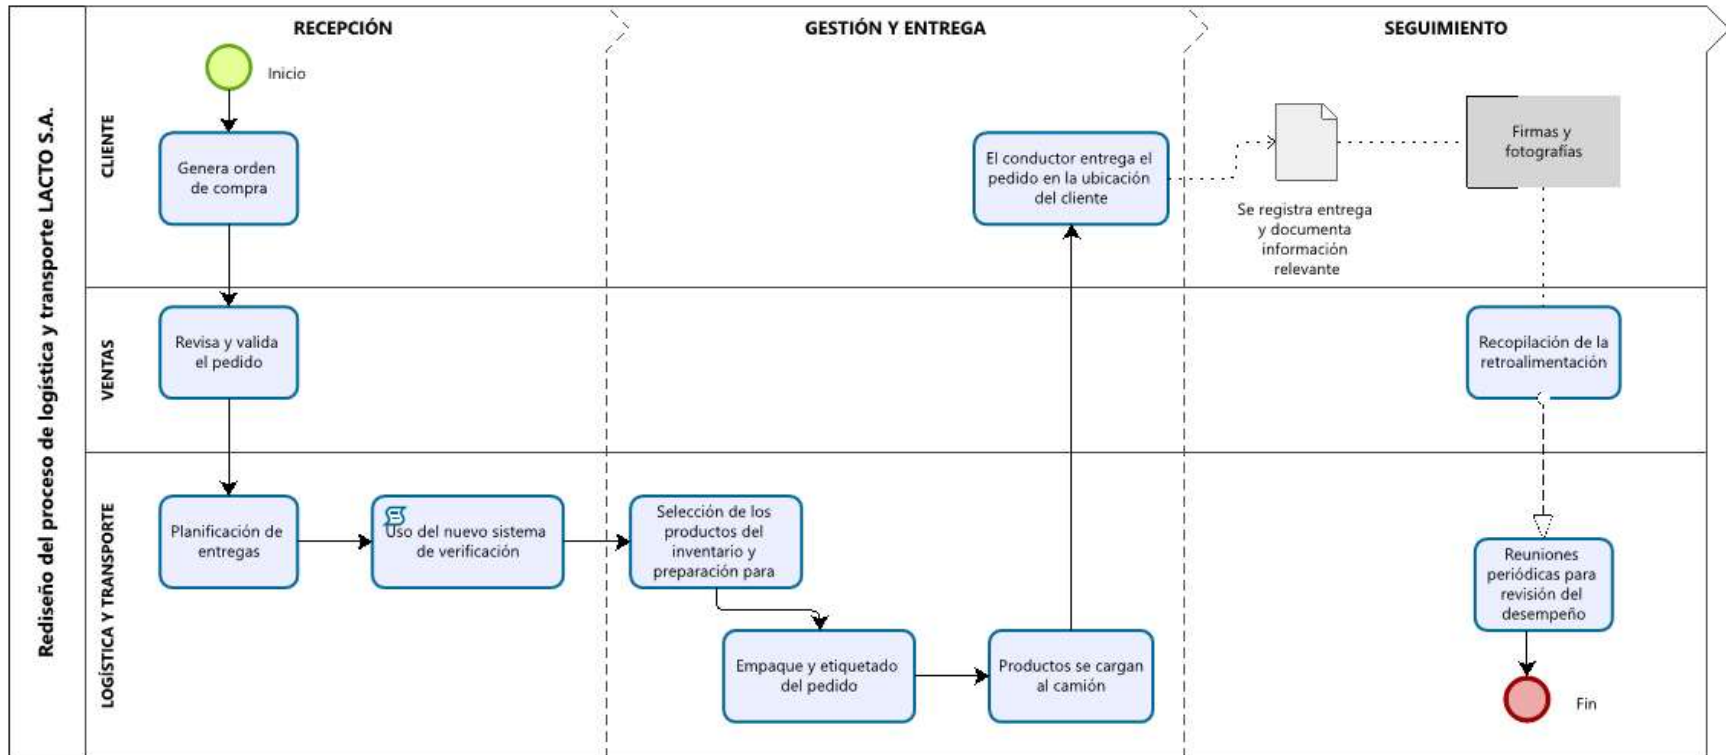 Rediseño del proceso de logística y transporte LACTO S.A.
RECEPCIÓN
GESTIÓN Y ENTREGA
SEGUIMIENTO
CLIENTE
Inicio
Genera orden
de compra
El conductor entrega el
pedido en la ubicación
del cliente
Se registra entrega
y documenta
información
relevante
Firmas y
fotografías
VENTAS
Revisa y valida
el pedido
Recopilación de la
retroalimentación
LOGÍSTICA Y TRANSPORTE
Planificación de
entregas
Uso del nuevo sistema
de verificación
Selección de los
productos del
inventario y
preparación para
Empaque y etiquetado
del pedido
Productos se cargan
al camión
Reuniones
periódicas para
revisión del
desempeño
Fin